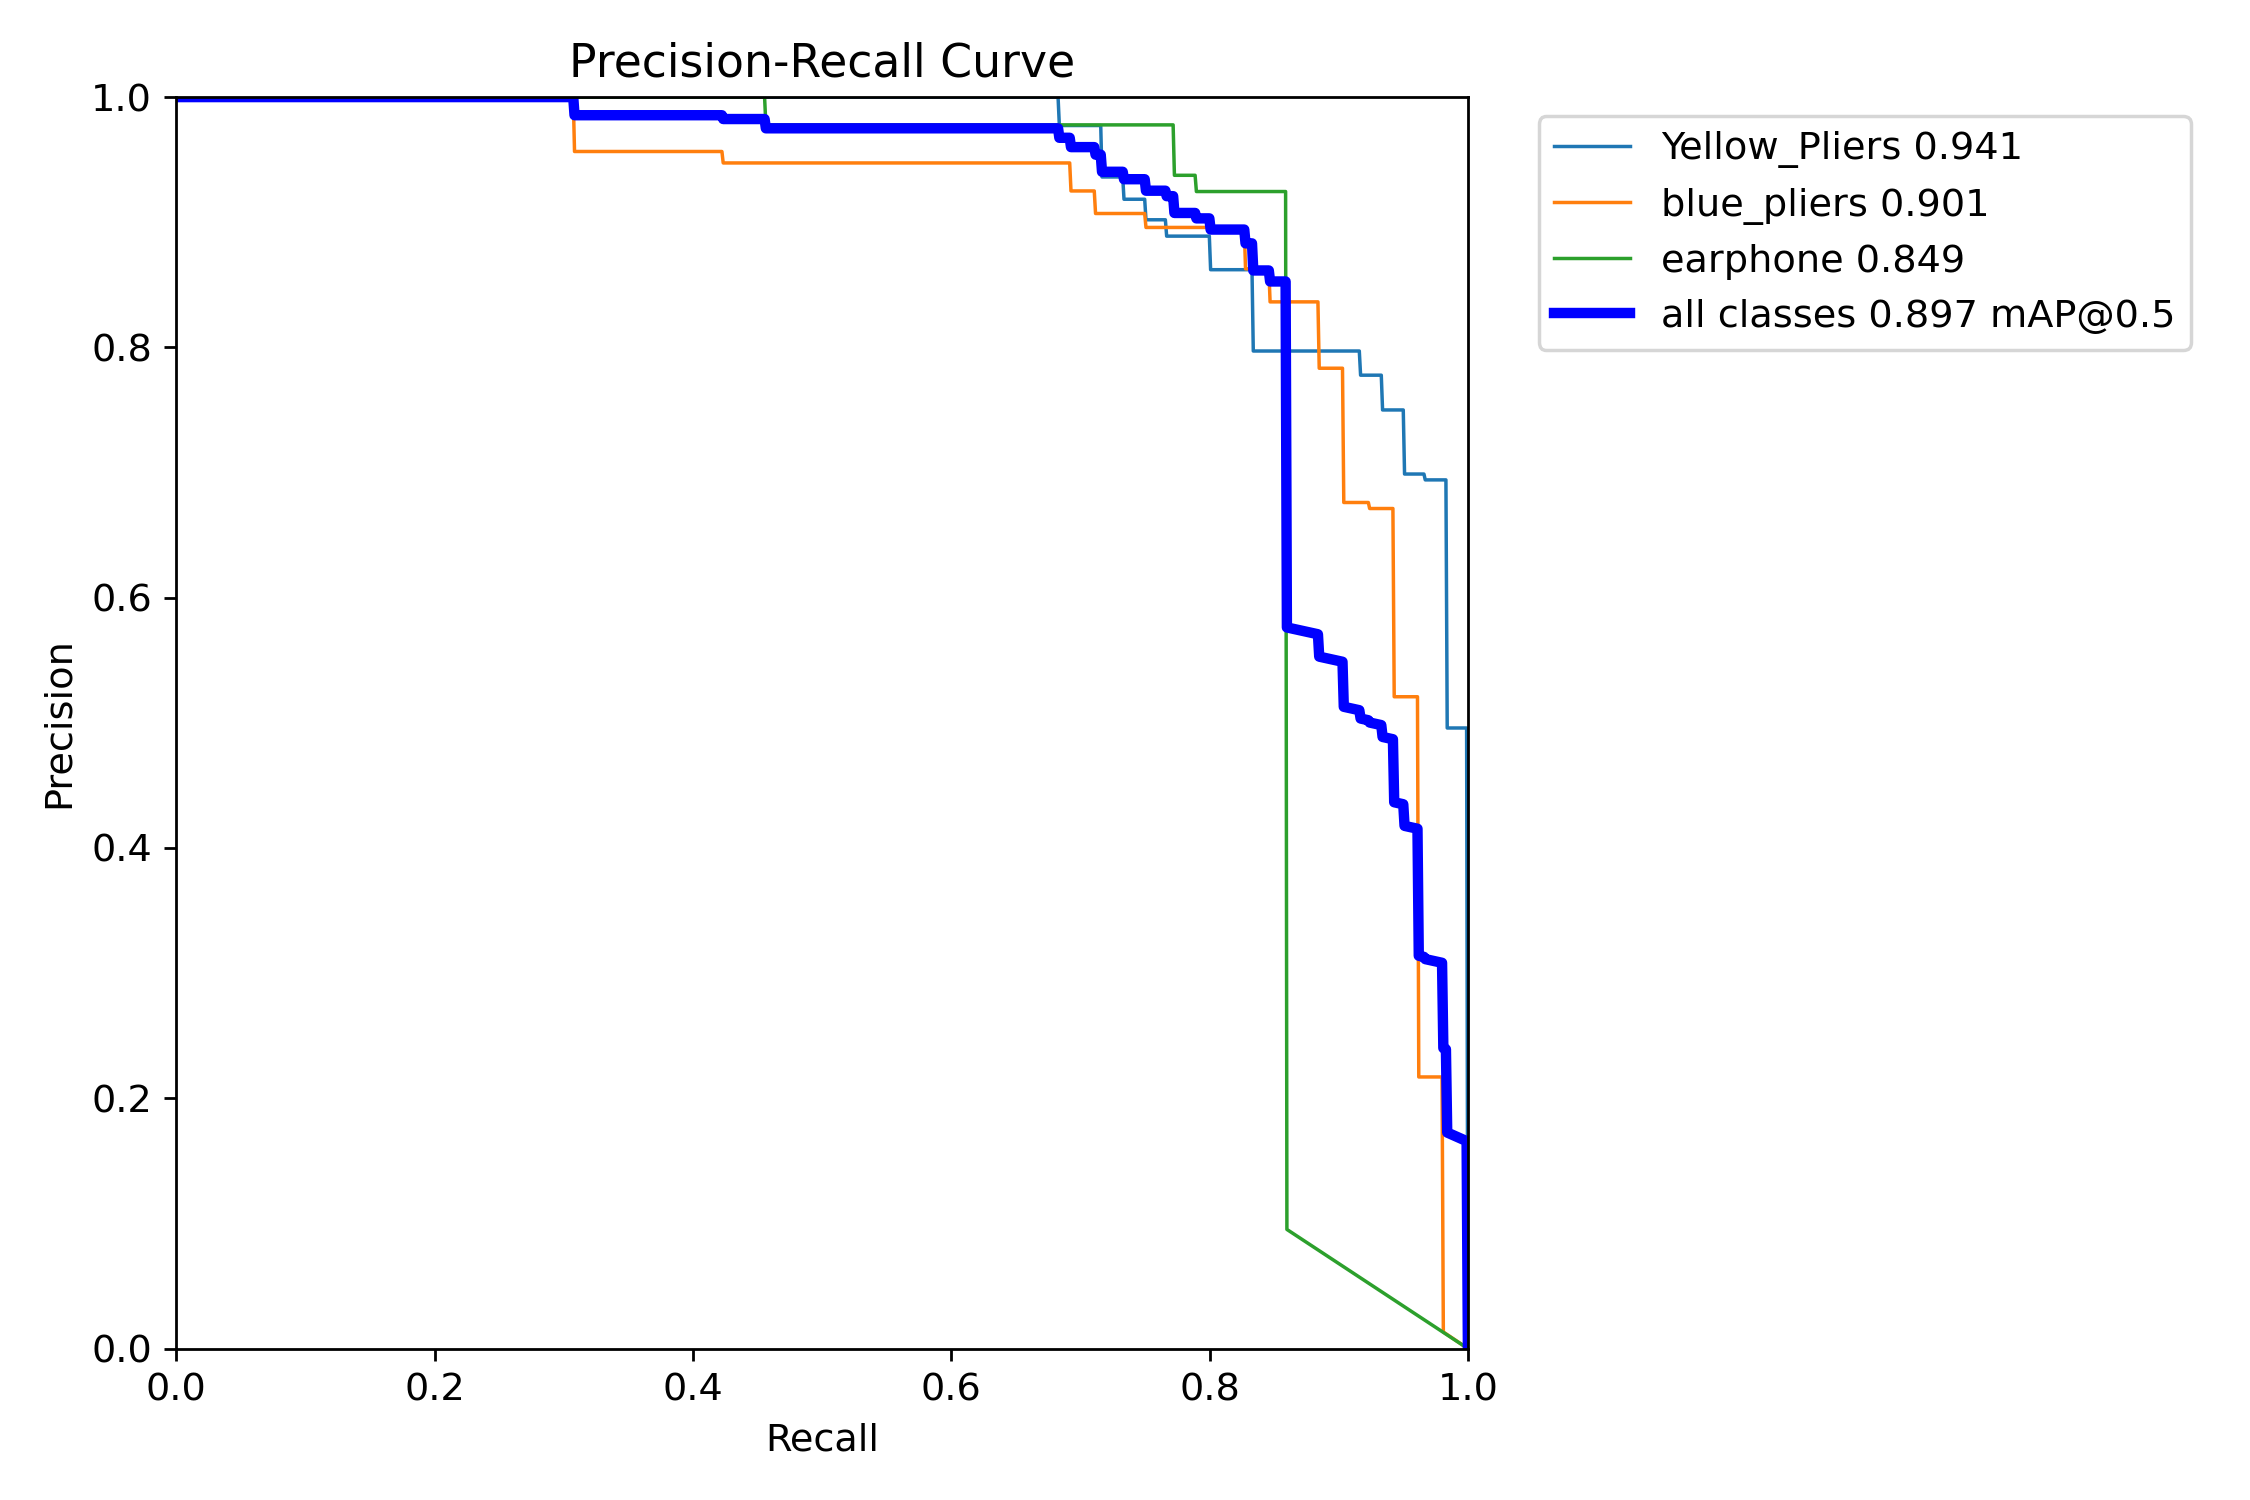 Precision-Recall Curve
1.0
0.8
0.6
0.4
0.2
0.0
Precision
0.0 0.2 0.4 0.6 0.8 1.0
Recall
Yellow_Pliers 0.941
blue_pliers 0.901
earphone 0.849
all classes 0.897 mAP@0.5